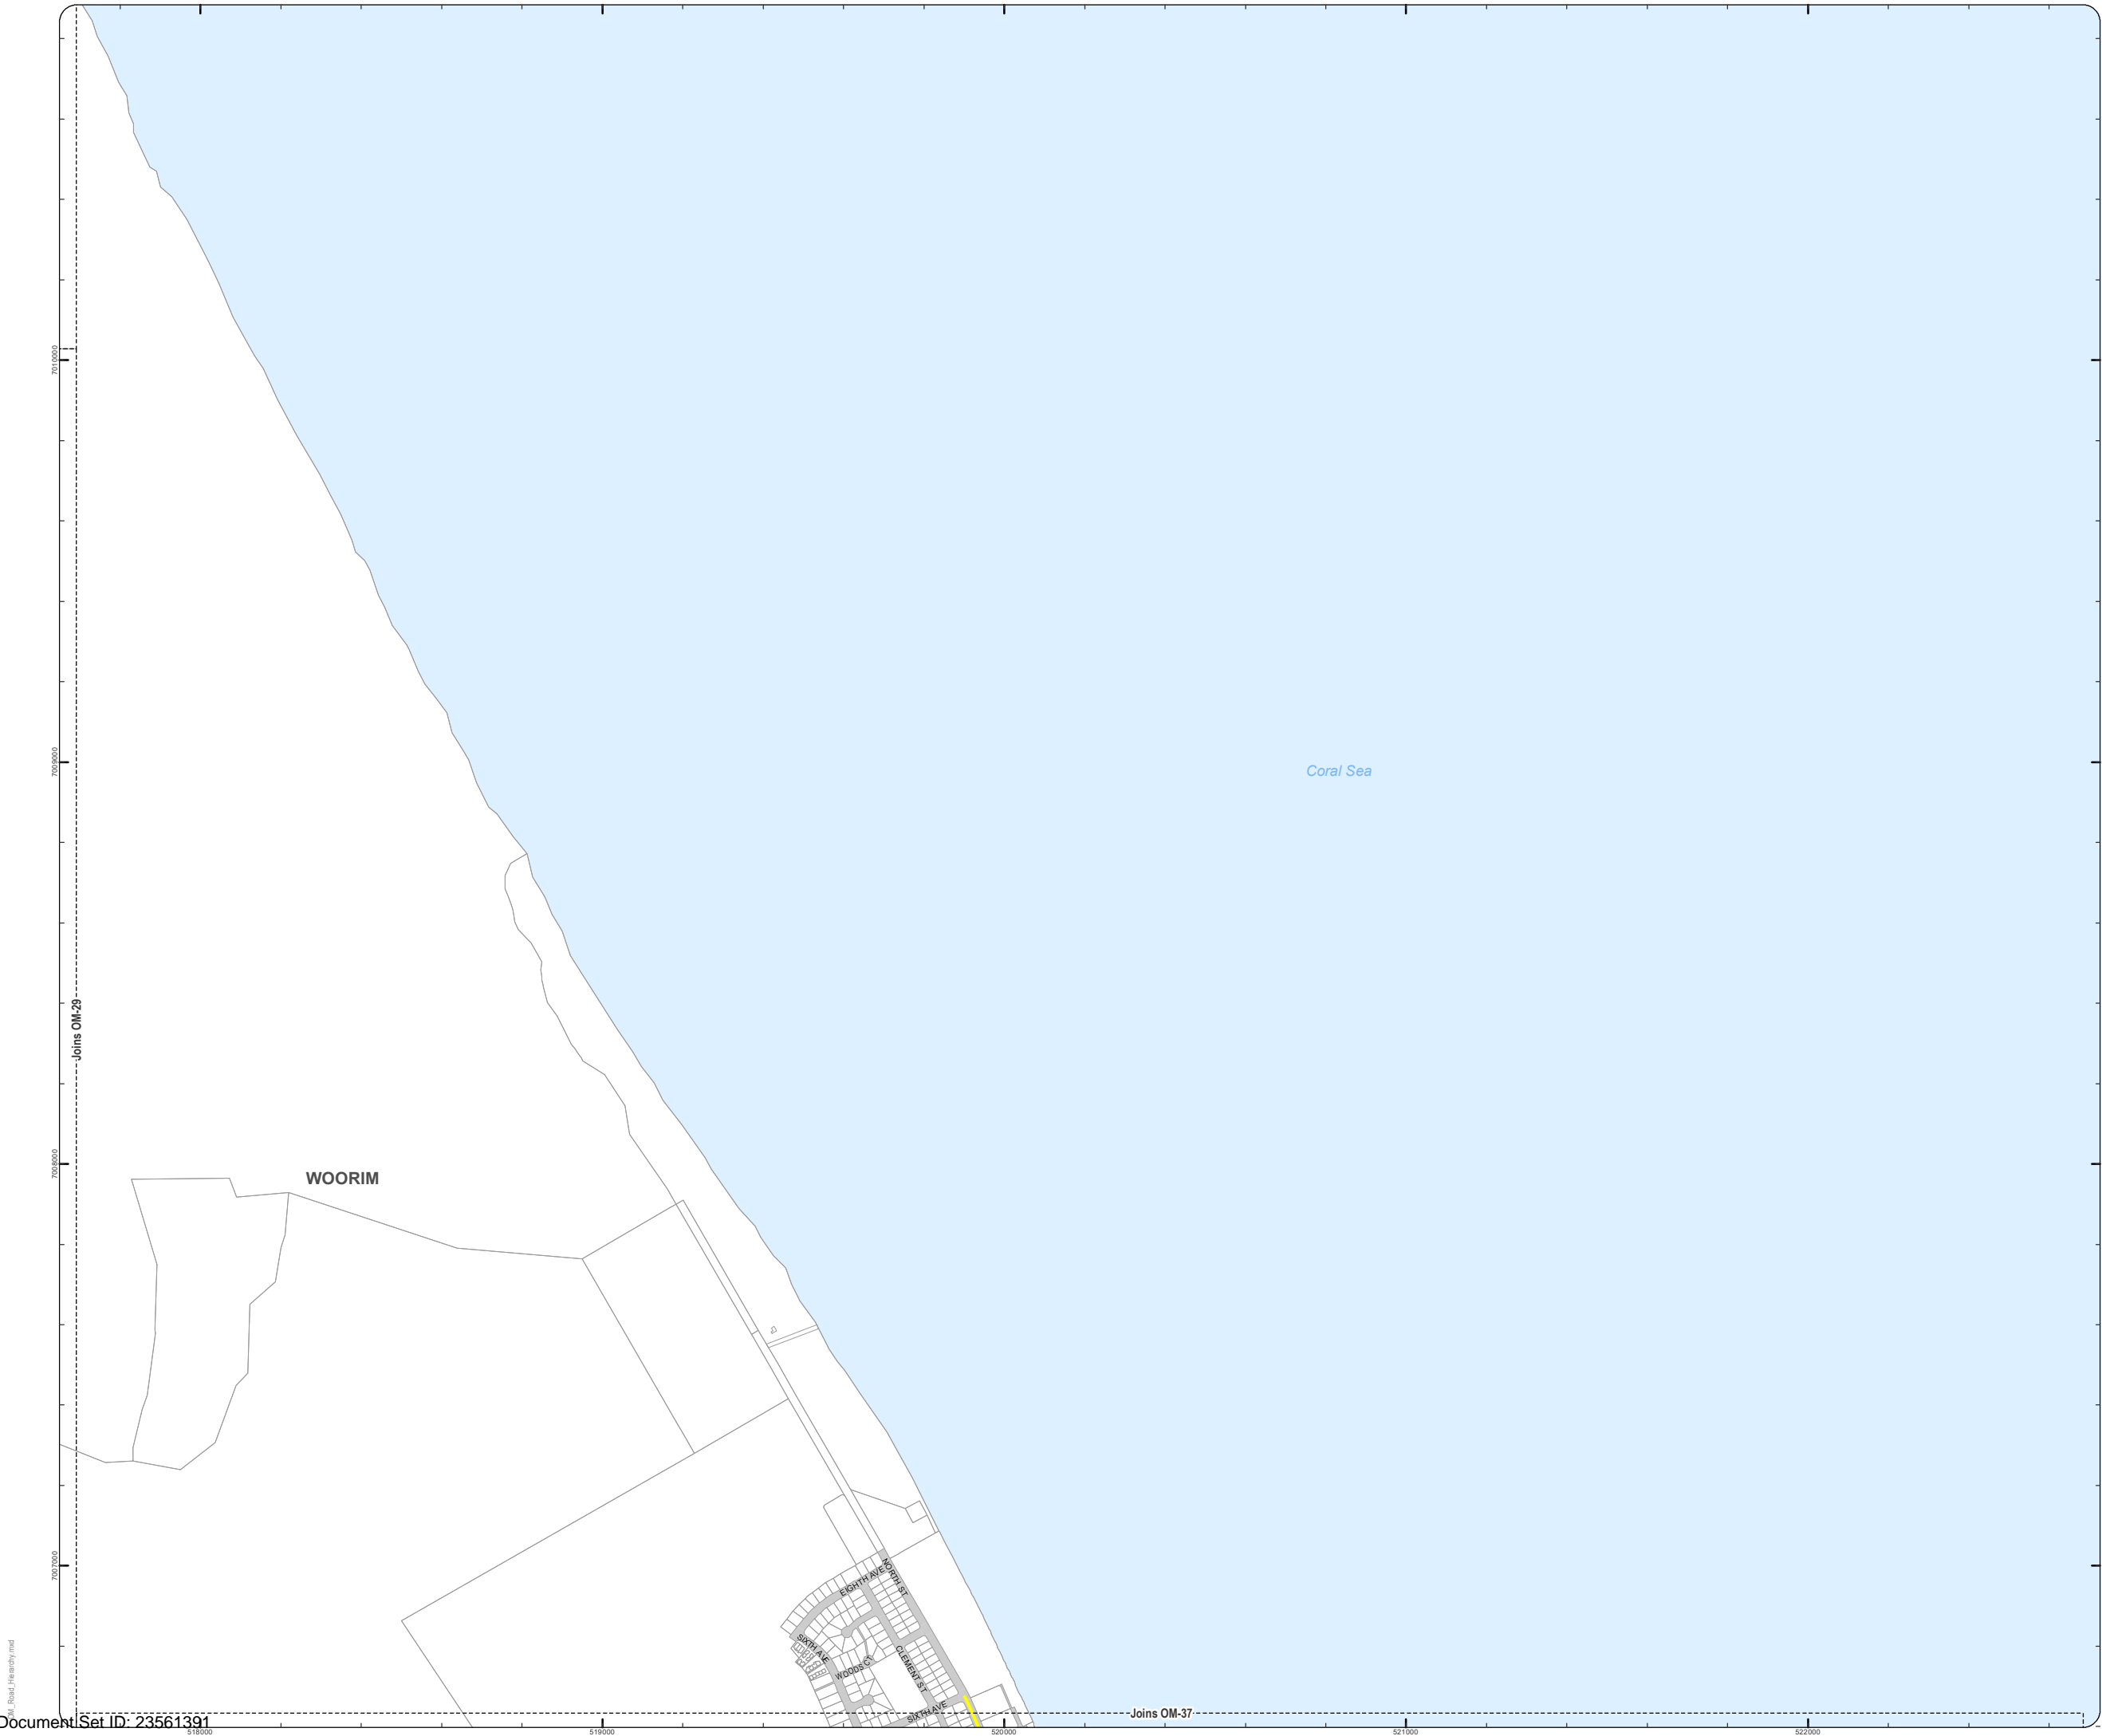 7010000
7009000
Coral Sea
Joins OM-29
7008000
WOORIM
7007000
EIGHTH AVE
NORTH ST
SIXTH AVE
WOODS CT
CLEMENT ST
SIXTH AVE
Joins OM-37
Document Set ID: 23561391
518000
519000
520000
521000
522000